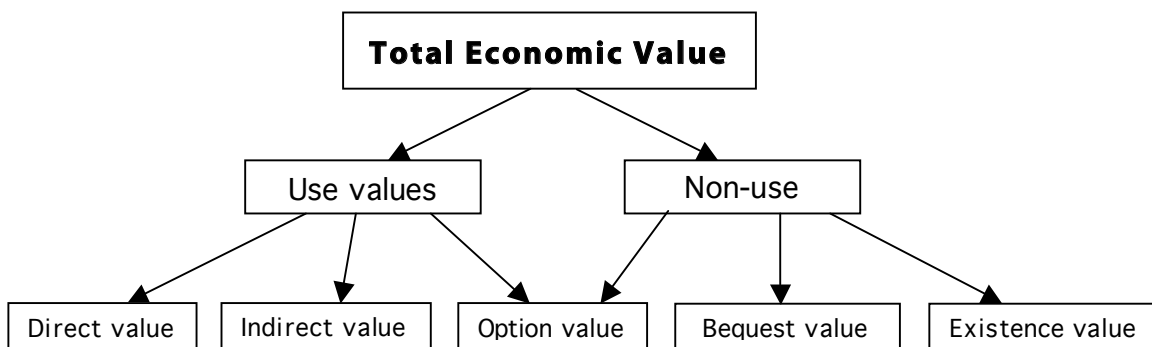 Total Economic Value
Use values
Non-use
Direct value
Indirect value
Option value
Bequest value
Existence value